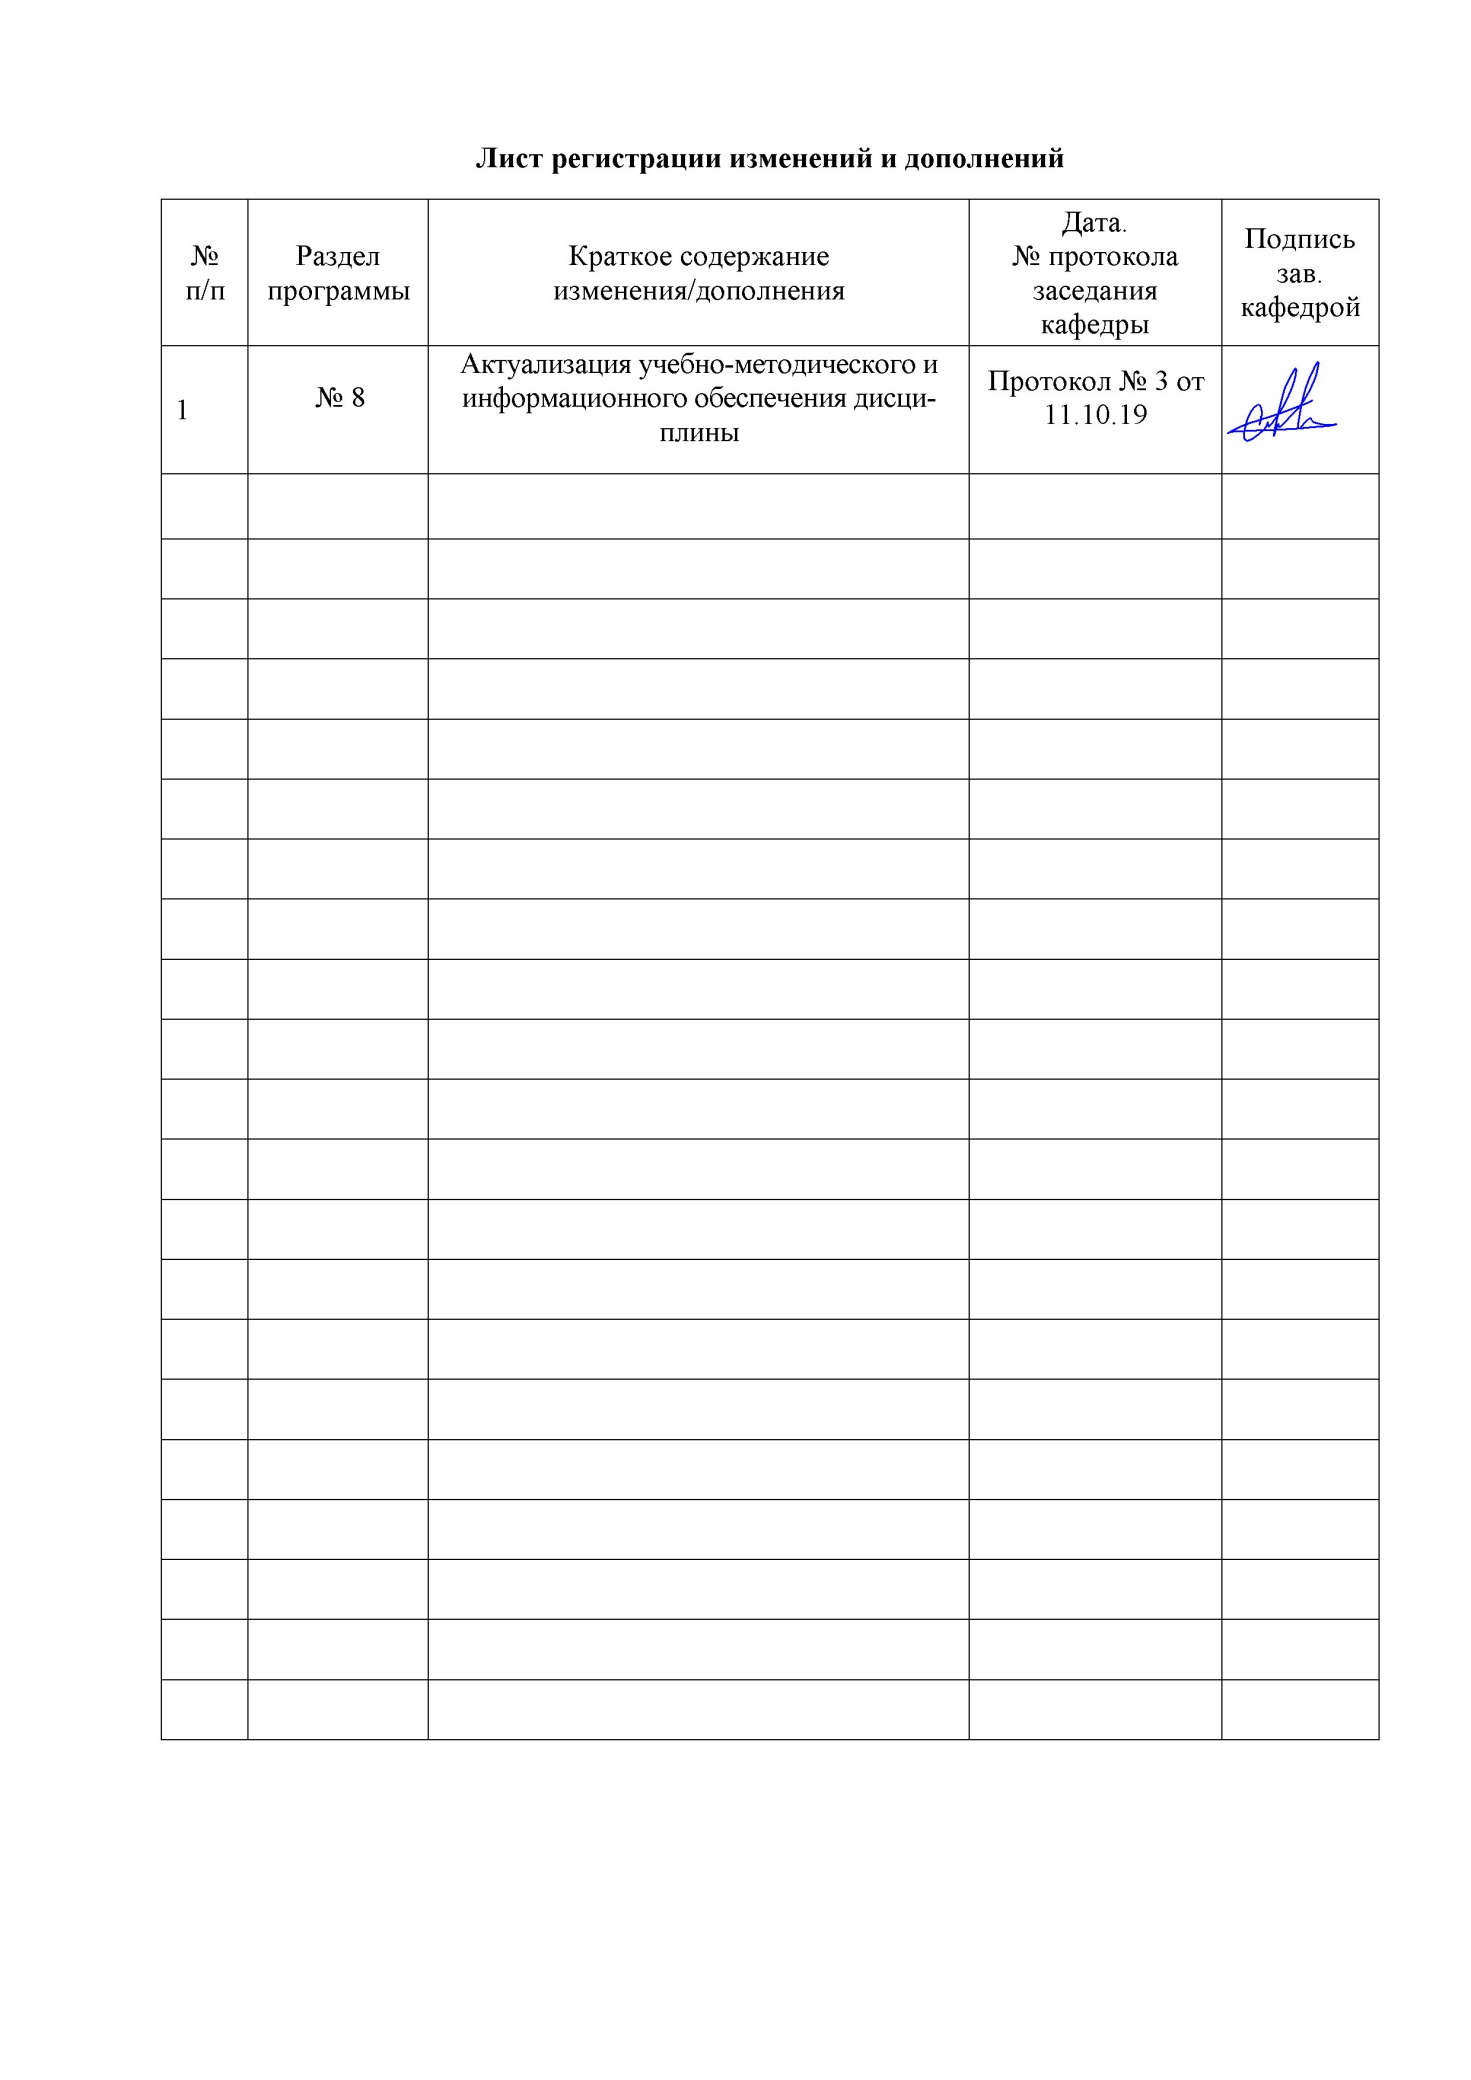 Лист регистрации изменений и дополнений
№
п/п
Раздел
программы
Краткое содержание
изменения/дополнения
Дата.
№ протокола
заседания
кафедры
Подпись
зав.
кафедрой
1
№ 8
Актуализация учебно-методического и
информационного обеспечения дисци-
плины
Протокол № 3 от
11.10.19